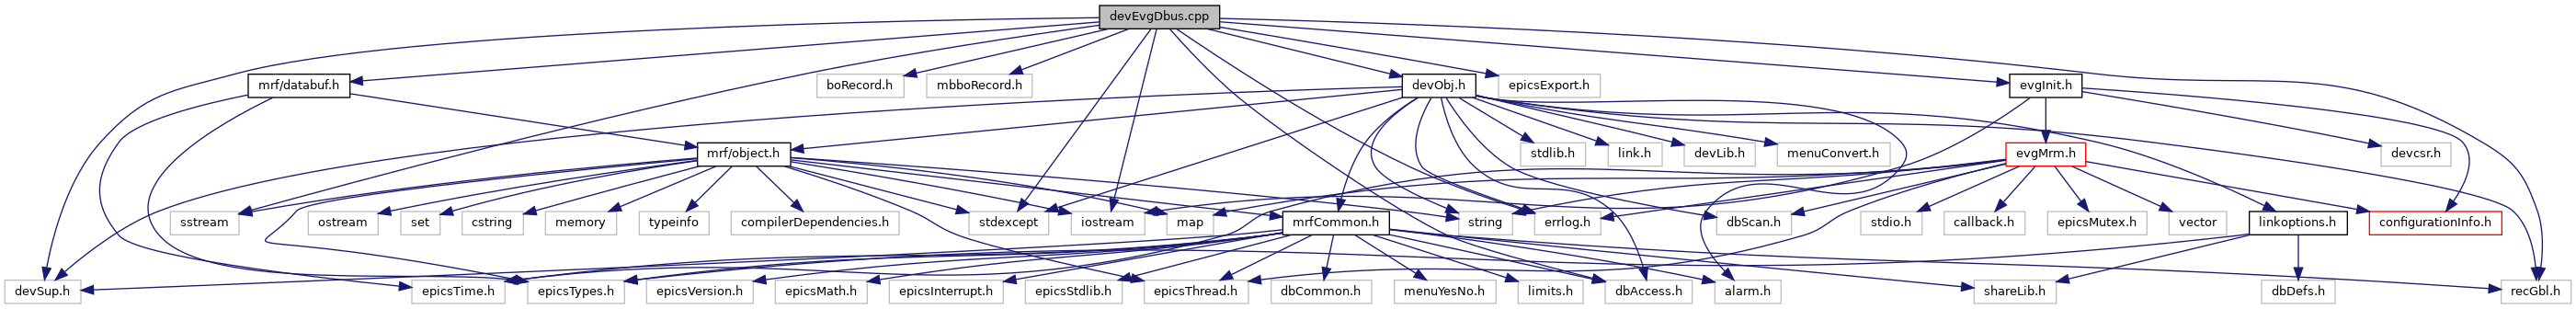 devEvgDbus.cpp
mrf/databuf.h
boRecord.h
mbboRecord.h
devObj.h
epicsExport.h
evgInit.h
mrf/object.h
stdlib.h
link.h
devLib.h
menuConvert.h
evgMrm.h
devcsr.h
sstream
ostream
set
cstring
memory
typeinfo
compilerDependencies.h
stdexcept
iostream
map
mrfCommon.h
string
errlog.h
dbScan.h
stdio.h
callback.h
epicsMutex.h
vector
linkoptions.h
configurationInfo.h
devSup.h
epicsTime.h
epicsTypes.h
epicsVersion.h
epicsMath.h
epicsInterrupt.h
epicsStdlib.h
epicsThread.h
dbCommon.h
menuYesNo.h
limits.h
dbAccess.h
alarm.h
shareLib.h
dbDefs.h
recGbl.h